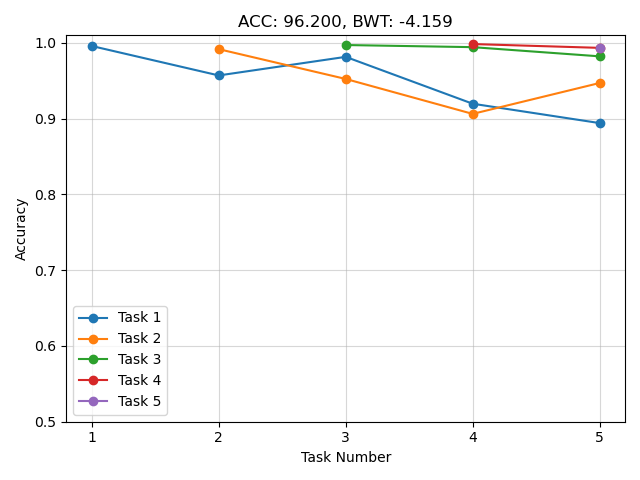 ACC: 96.200, BWT: -4.159
1.0
0.9
0.8
0.7
0.6
0.5
Accuracy
Task 1
Task 2
Task 3
Task 4
Task 5
1 2 3 4 5
Task Number